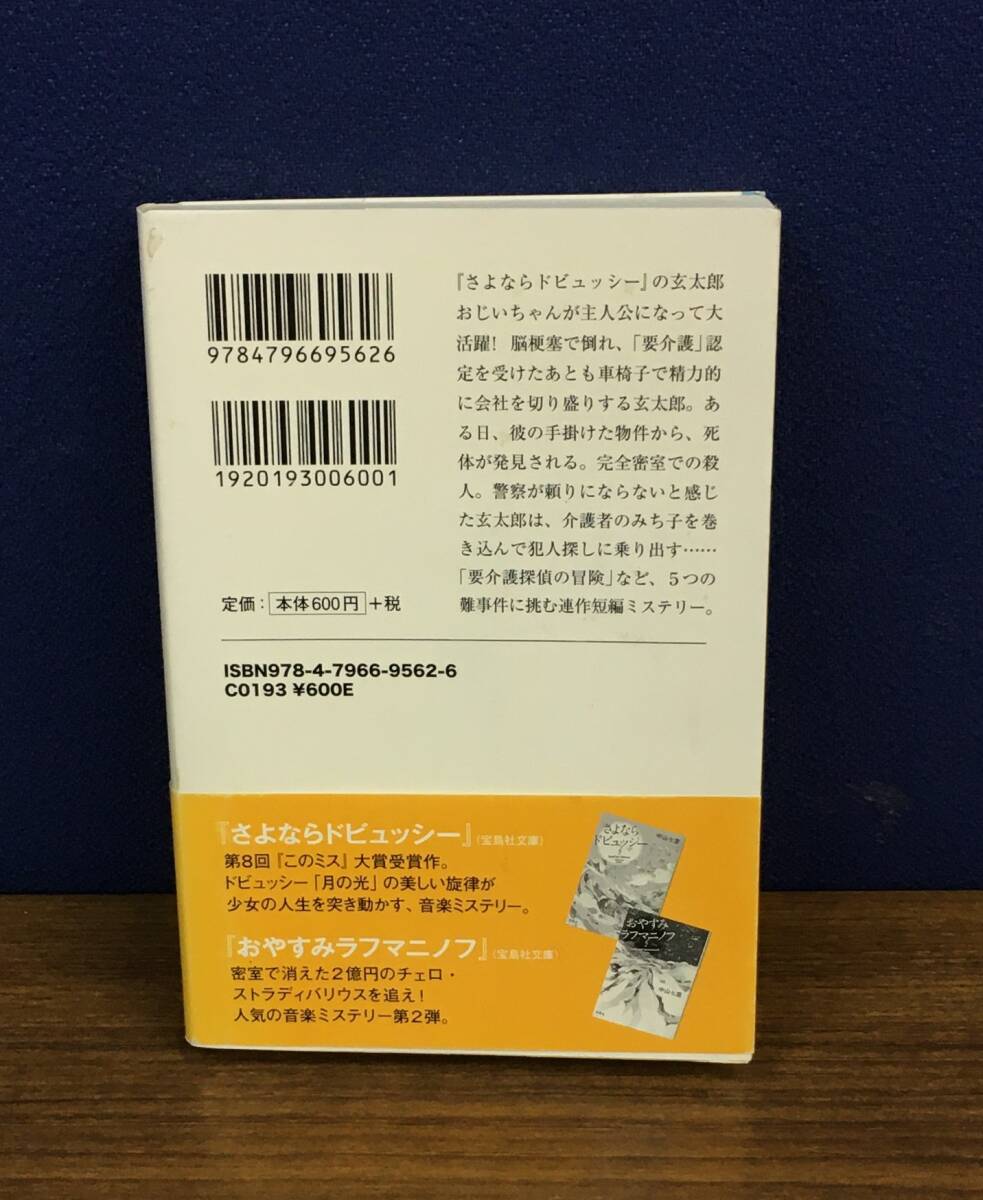 9784796695626
1920193006001
定価：本体600円+税
『さよならドビュッシー』の玄太郎
おじいちゃんが主人公になって大
活躍！ 脳梗塞で倒れ、「要介護」認
定を受けたあとも車椅子で精力的
に会社を切り盛りする玄太郎。あ
る日、彼の手掛けた物件から、死
体が発見される。完全密室での殺
人。警察が頼りにならないと感じ
た玄太郎は、介護者のみち子を巻
き込んで犯人探しに乗り出す……
「要介護探偵の冒険」など、5つの
難事件に挑む連作短編ミステリー。
ISBN978-4-7966-9562-6
C0193 ¥600E
『さよならドビュッシー』（宝島社文庫）
第8回『このミス』大賞受賞作。
ドビュッシー「月の光」の美しい旋律が
少女の人生を突き動かす、音楽ミステリー。
『おやすみラフマニノフ』（宝島社文庫）
密室で消えた2億円のチェロ・
ストラディバリウスを追え！
人気の音楽ミステリー第2弾。
さよなら
ドビュッシー
中山七里
おやすみ
ラフマニノフ
中山七里